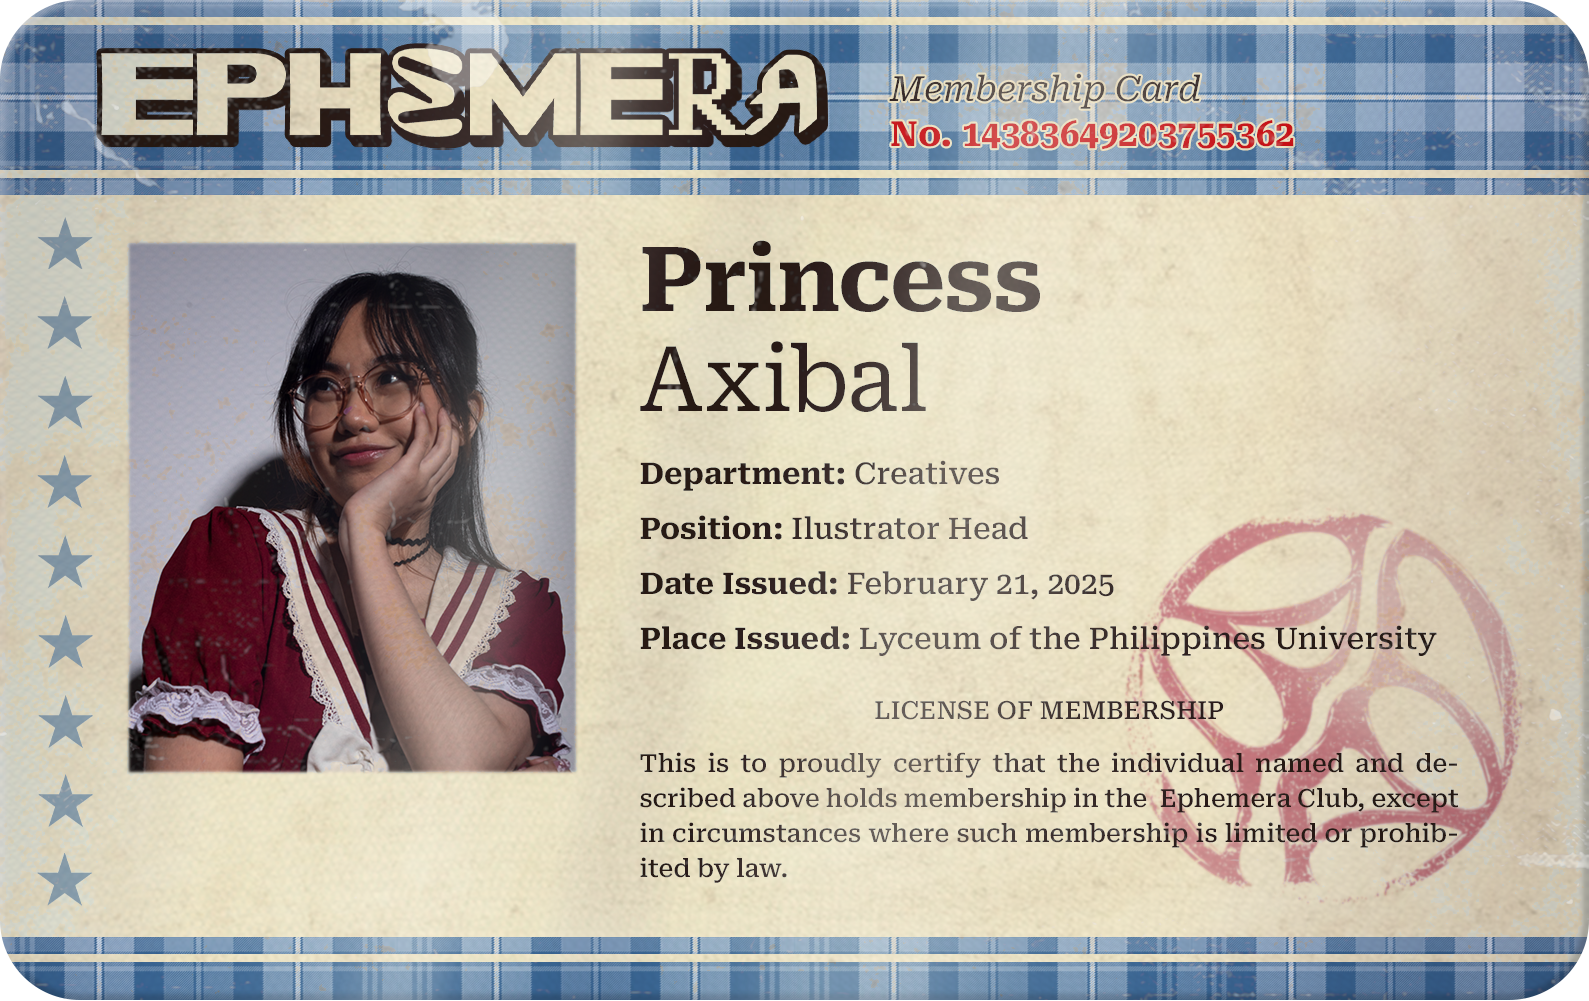 EPHEMERA
Membership Card
No. 14383649203755362
Princess
Axibal
Department: Creatives
Position: Ilustrator Head
Date Issued: February 21, 2025
Place Issued: Lyceum of the Philippines University
LICENSE OF MEMBERSHIP
This is to proudly certify that the individual named and de-
scribed above holds membership in the Ephemera Club, except
in circumstances where such membership is limited or prohib-
ited by law.